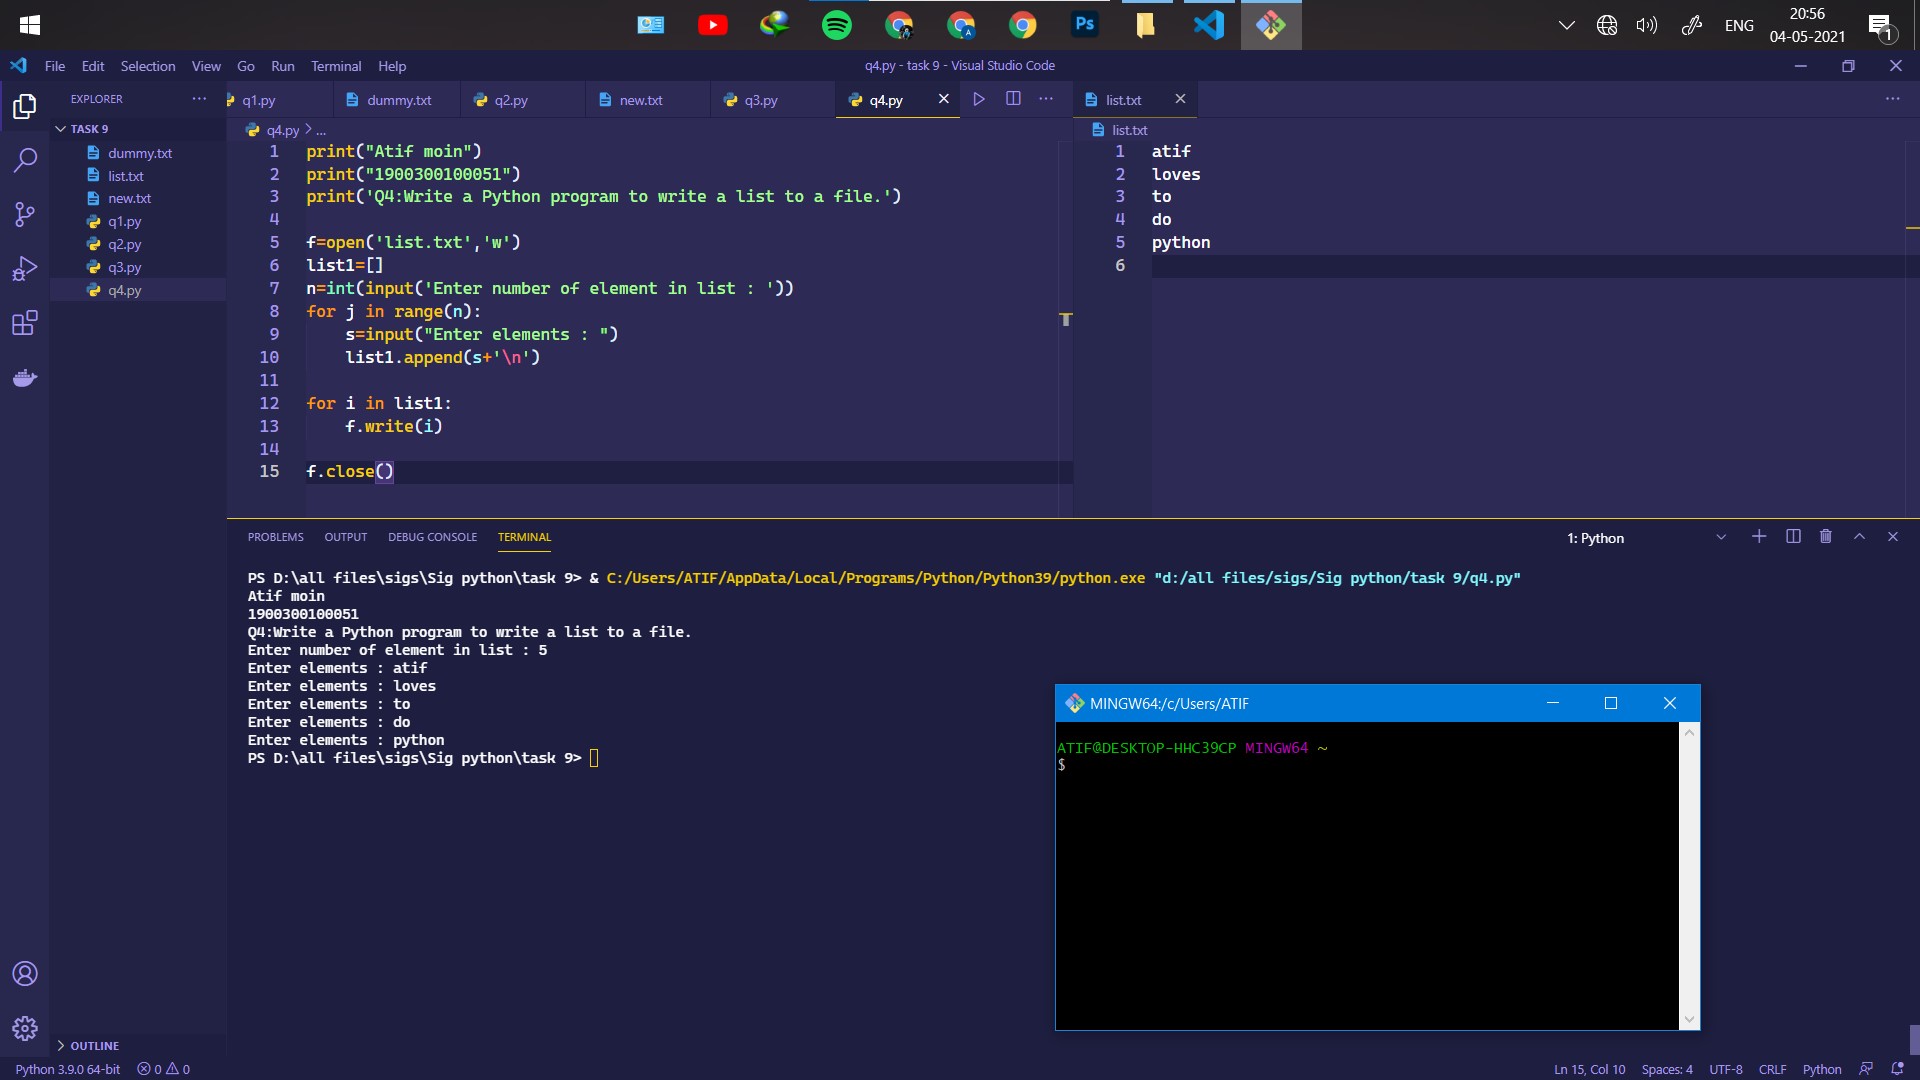 Ps
ENG
20:56
04-05-2021
1
File Edit Selection View Go Run Terminal Help
q4.py - task 9 - Visual Studio Code
EXPLORER
TASK 9
dummy.txt
list.txt
new.txt
q1.py
q2.py
q3.py
q4.py
OUTLINE
q1.py dummy.txt q2.py new.txt q3.py q4.py
q4.py > ...
1 print("Atif moin")
2 print("1900300100051")
3 print('Q4:Write a Python program to write a list to a file.')
4
5 f=open('list.txt','w')
6 list1=[]
7 n=int(input('Enter number of element in list : '))
8 for j in range(n):
9     s=input("Enter elements : ")
10     list1.append(s+'\n')
11
12 for i in list1:
13     f.write(i)
14
15 f.close()
list.txt
list.txt
1 atif
2 loves
3 to
4 do
5 python
6
PROBLEMS OUTPUT DEBUG CONSOLE TERMINAL
1: Python
PS D:\all files\sigs\Sig python\task 9> & C:/Users/ATIF/AppData/Local/Programs/Python/Python39/python.exe "d:/all files/sigs/Sig python/task 9/q4.py"
Atif moin
1900300100051
Q4:Write a Python program to write a list to a file.
Enter number of element in list : 5
Enter elements : atif
Enter elements : loves
Enter elements : to
Enter elements : do
Enter elements : python
PS D:\all files\sigs\Sig python\task 9>
MINGW64:/c/Users/ATIF
ATIF@DESKTOP-HHC39CP MINGW64 ~
$
Python 3.9.0 64-bit 0 0
Ln 15, Col 10 Spaces: 4 UTF-8 CRLF Python